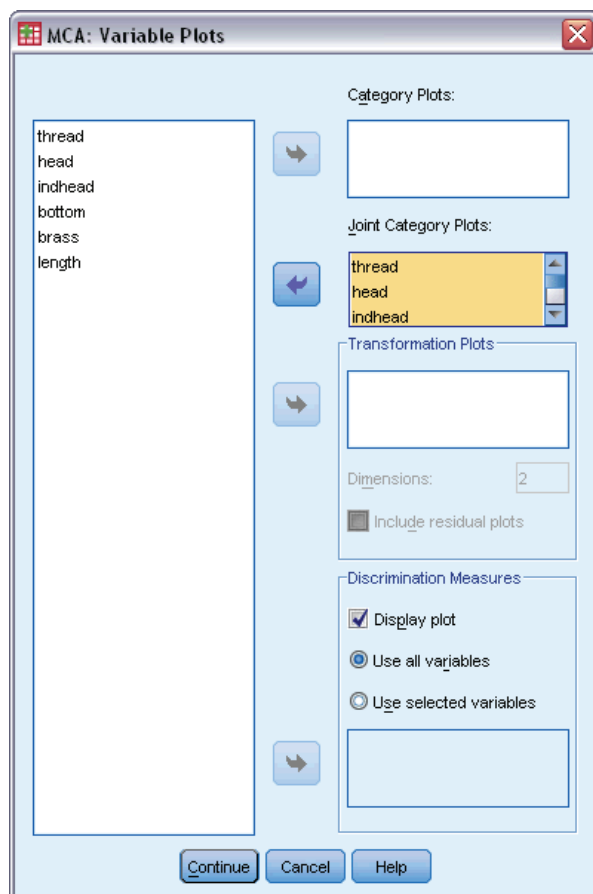 MCA: Variable Plots
thread
head
indhead
bottom
brass
length
Category Plots:
Joint Category Plots:
thread
head
indhead
Transformation Plots
Dimensions:
2
Include residual plots
Discrimination Measures
Display plot
Use all variables
Use selected variables
Continue
Cancel
Help